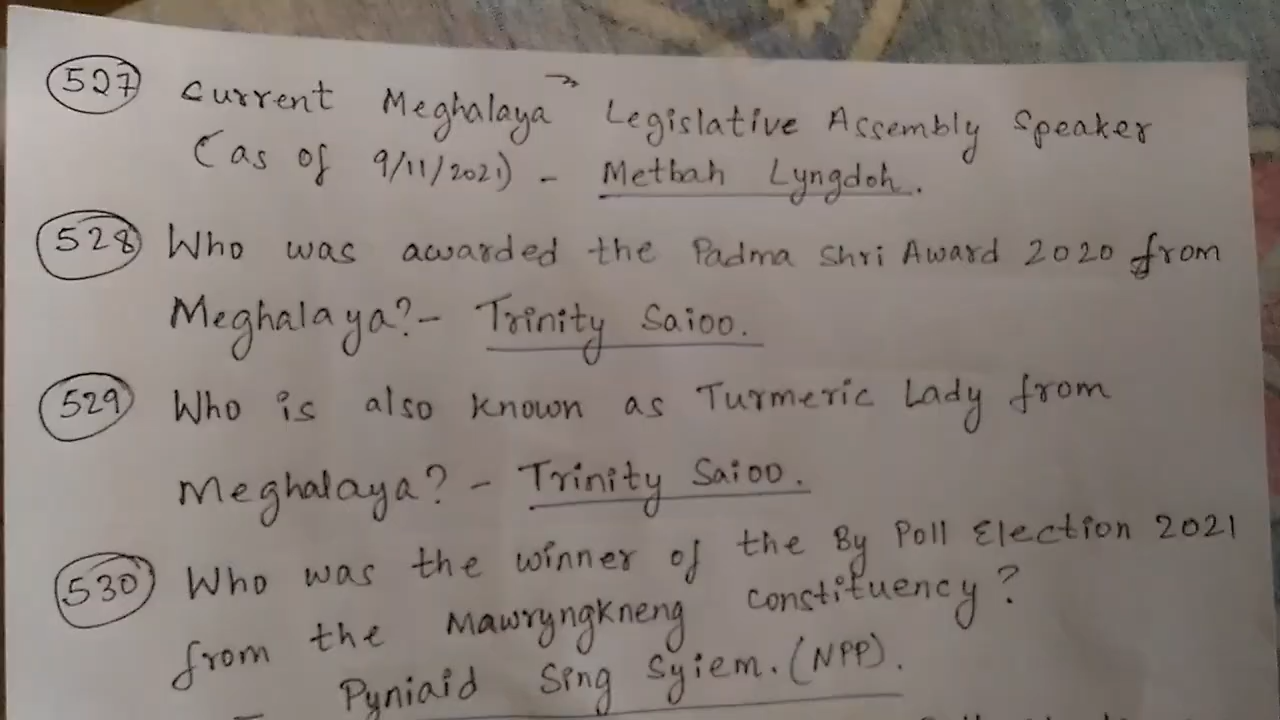 527 Current Meghalaya Legislative Assembly Speaker
(as of 9/11/2021) - Metbah Lyngdoh.
528 Who was awarded the Padma Shri Award 2020 from
Meghalaya? - Trinity Saioo.
529 Who is also known as Turmeric Lady from
Meghalaya? - Trinity Saioo.
530 Who was the winner of the By Poll Election 2021
from the Mawryngkneng constituency?
- Pyniaid Sing Syiem. (NPP).